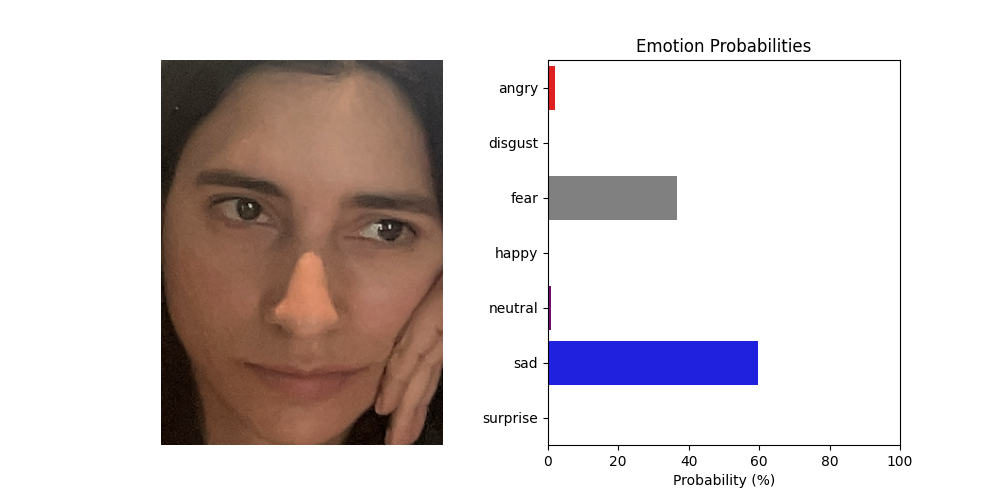 Emotion Probabilities
angry
disgust
fear
happy
neutral
sad
surprise
0 20 40 60 80 100
Probability (%)